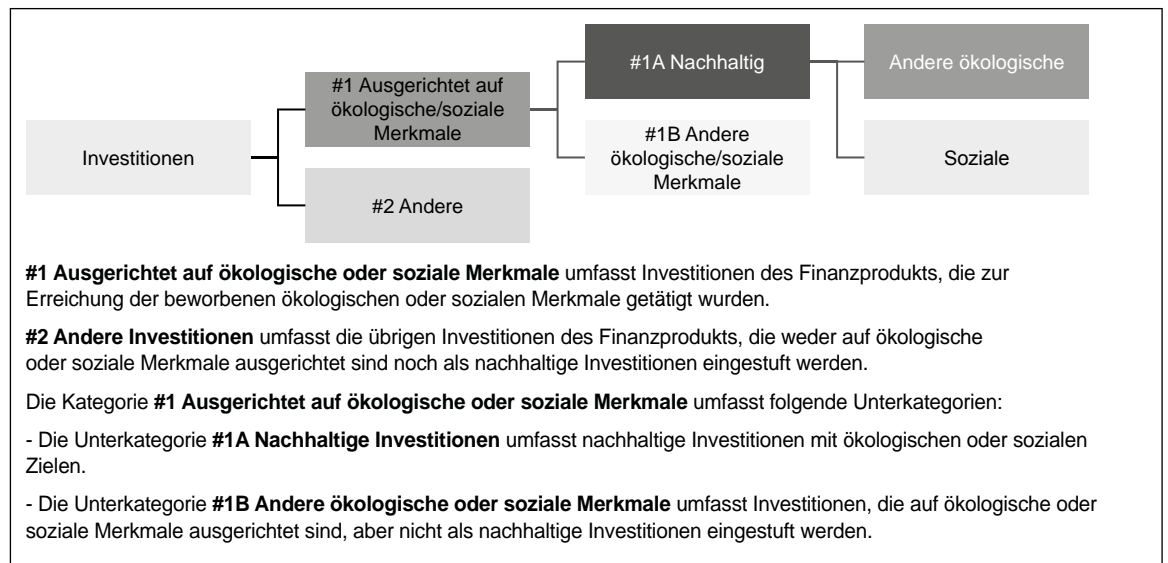 Investitionen
#1 Ausgerichtet auf
ökologische/soziale
Merkmale
#2 Andere
#1A Nachhaltig
#1B Andere
ökologische/soziale
Merkmale
Andere ökologische
Soziale
#1 Ausgerichtet auf ökologische oder soziale Merkmale umfasst Investitionen des Finanzprodukts, die zur
Erreichung der beworbenen ökologischen oder sozialen Merkmale getätigt wurden.
#2 Andere Investitionen umfasst die übrigen Investitionen des Finanzprodukts, die weder auf ökologische
oder soziale Merkmale ausgerichtet sind noch als nachhaltige Investitionen eingestuft werden.
Die Kategorie #1 Ausgerichtet auf ökologische oder soziale Merkmale umfasst folgende Unterkategorien:
- Die Unterkategorie #1A Nachhaltige Investitionen umfasst nachhaltige Investitionen mit ökologischen oder sozialen
Zielen.
- Die Unterkategorie #1B Andere ökologische oder soziale Merkmale umfasst Investitionen, die auf ökologische oder
soziale Merkmale ausgerichtet sind, aber nicht als nachhaltige Investitionen eingestuft werden.